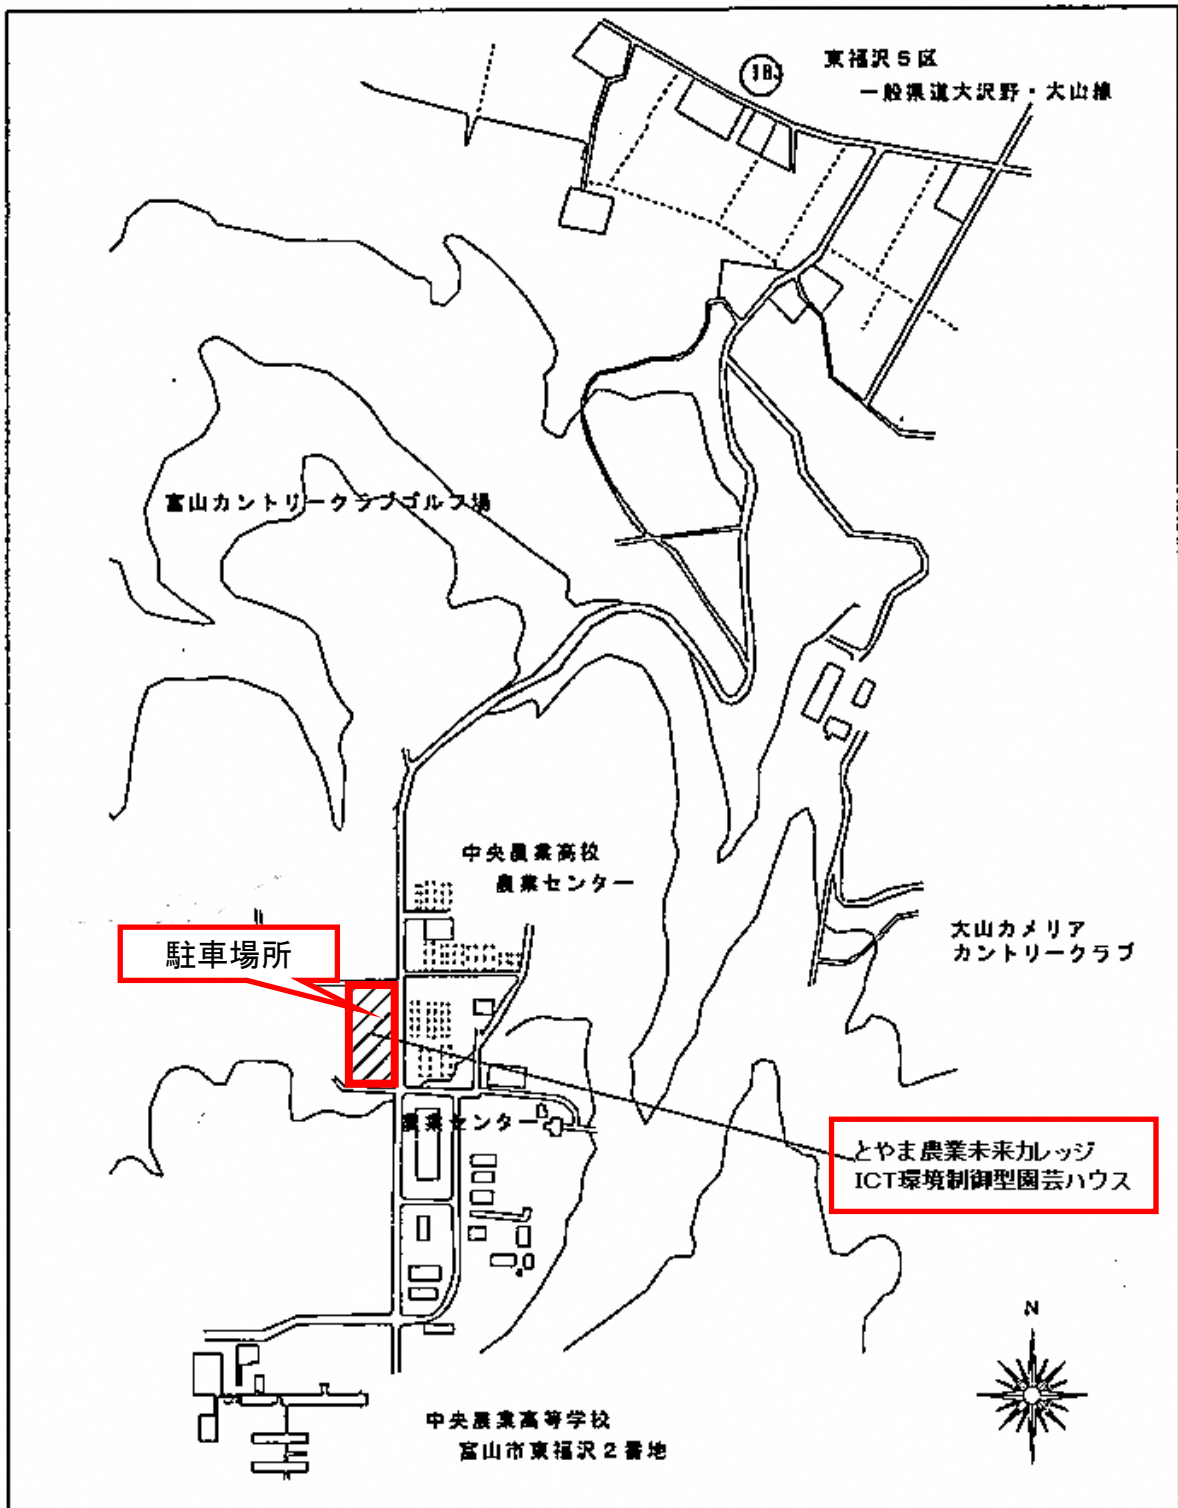 東福沢5区
一般県道大沢野・大山線
183
富山カントリークラブゴルフ場
中央農業高校
農業センター
大山カメリア
カントリークラブ
駐車場所
農業センター
とやま農業未来カレッジ
ICT環境制御型園芸ハウス
N
中央農業高等学校
富山市東福沢2番地